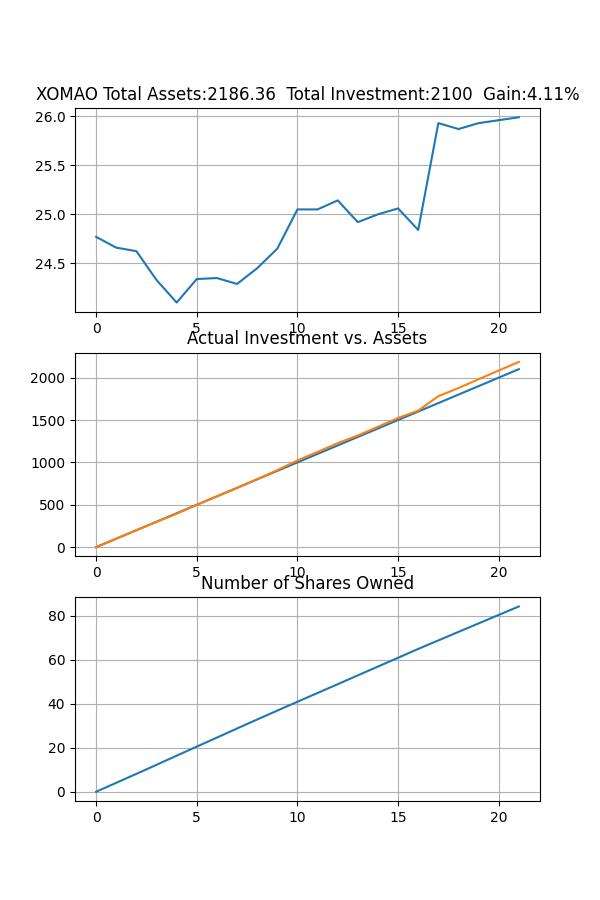 XOMAO Total Assets:2186.36  Total Investment:2100  Gain:4.11%
26.0
25.5
25.0
24.5
0 5 10 15 20
Actual Investment vs. Assets
2000
1500
1000
500
0
0 5 10 15 20
Number of Shares Owned
80
60
40
20
0
0 5 10 15 20